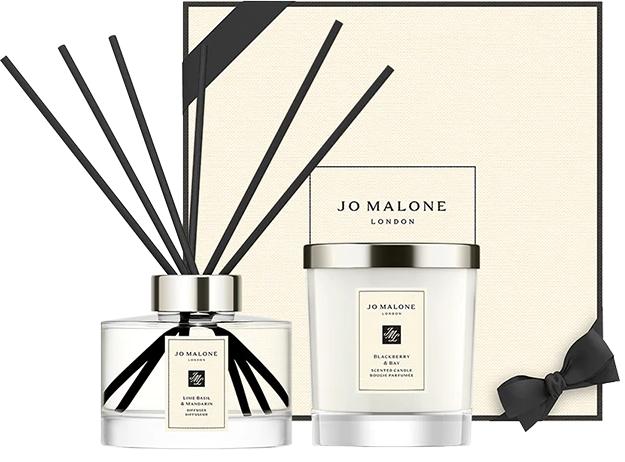 JO MALONE
LONDON
JO MALONE
LONDON
LIME BASIL
& MANDARIN
DIFFUSER
DIFFUSEUR
JO MALONE
LONDON
BLACKBERRY
& BAY
SCENTED CANDLE
BOUGIE PARFUMÉE